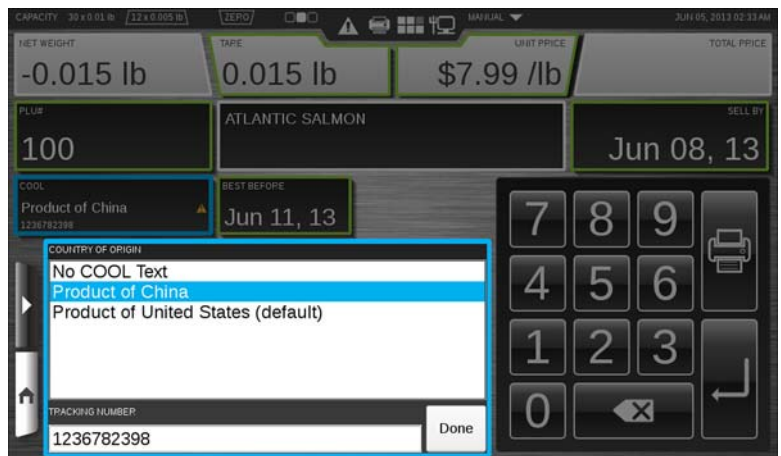 CAPACITY 30 x 0.01 lb 12 x 0.005 lb ZERO MANUAL JUN 05, 2013 02:33 AM
NET WEIGHT TARE UNIT PRICE TOTAL PRICE
-0.015 lb 0.015 lb $7.99 /lb
PLU# ATLANTIC SALMON SELL BY
100 Jun 08, 13
COOL BEST BEFORE
Product of China Jun 11, 13
1236782398
COUNTRY OF ORIGIN
No COOL Text
Product of China
Product of United States (default)
TRACKING NUMBER
1236782398 Done
7 8 9
4 5 6
1 2 3
0